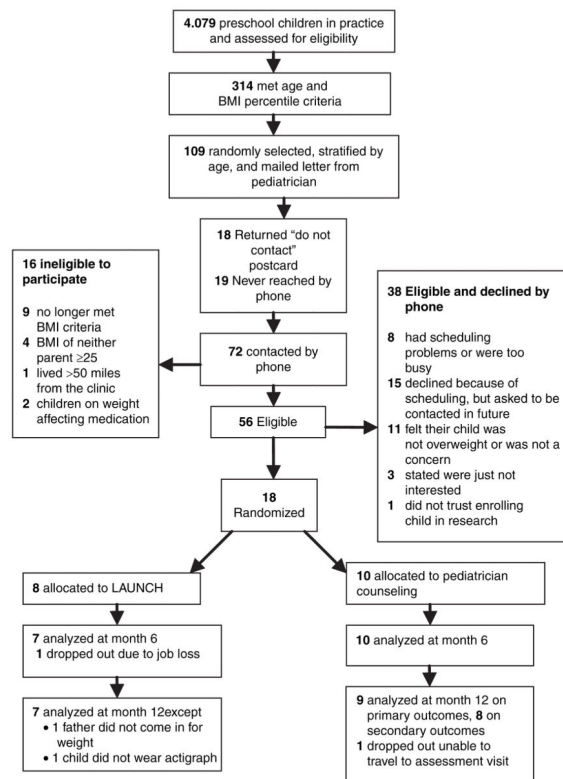 4.079 preschool children in practice
and assessed for eligibility
314 met age and
BMI percentile criteria
109 randomly selected, stratified by
age, and mailed letter from
pediatrician
18 Returned “do not
contact”
postcard
19 Never reached by
phone
16 ineligible to
participate
9 no longer met
BMI criteria
4 BMI of neither
parent ≥25
1 lived >50 miles
from the clinic
2 children on weight
affecting medication
72 contacted by
phone
38 Eligible and declined by
phone
8 had scheduling
problems or were too
busy
15 declined because of
scheduling, but asked to be
contacted in future
11 felt their child was
not overweight or was not a
concern
3 stated were just not
interested
1 did not trust enrolling
child in research
56 Eligible
18
Randomized
8 allocated to LAUNCH
10 allocated to pediatrician
counseling
7 analyzed at month 6
1 dropped out due to job loss
10 analyzed at month 6
7 analyzed at month 12except
• 1 father did not come in for
weight
• 1 child did not wear actigraph
9 analyzed at month 12 on
primary outcomes, 8 on
secondary outcomes
1 dropped out unable to
travel to assessment visit